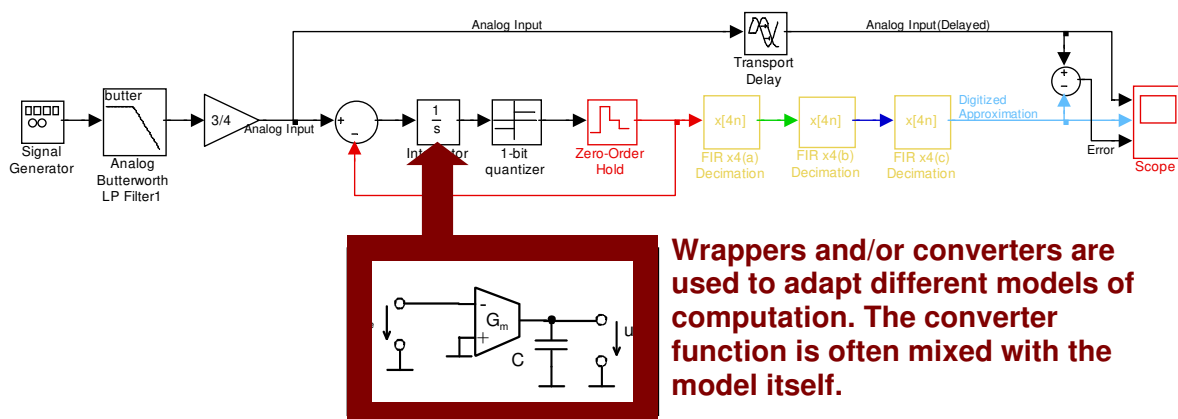 Analog Input
Analog Input(Delayed)
Transport
Delay
butter
3/4
Analog Input
1
s
x[4n]
x[4n]
x[4n]
Digitized
Approximation
Error
Signal
Generator
Analog
Butterworth
LP Filter1
1-bit
quantizer
Zero-Order
Hold
FIR x4(a)
Decimation
FIR x4(b)
Decimation
FIR x4(c)
Decimation
Scope
Gm
C
u
Wrappers and/or converters are
used to adapt different models of
computation. The converter
function is often mixed with the
model itself.